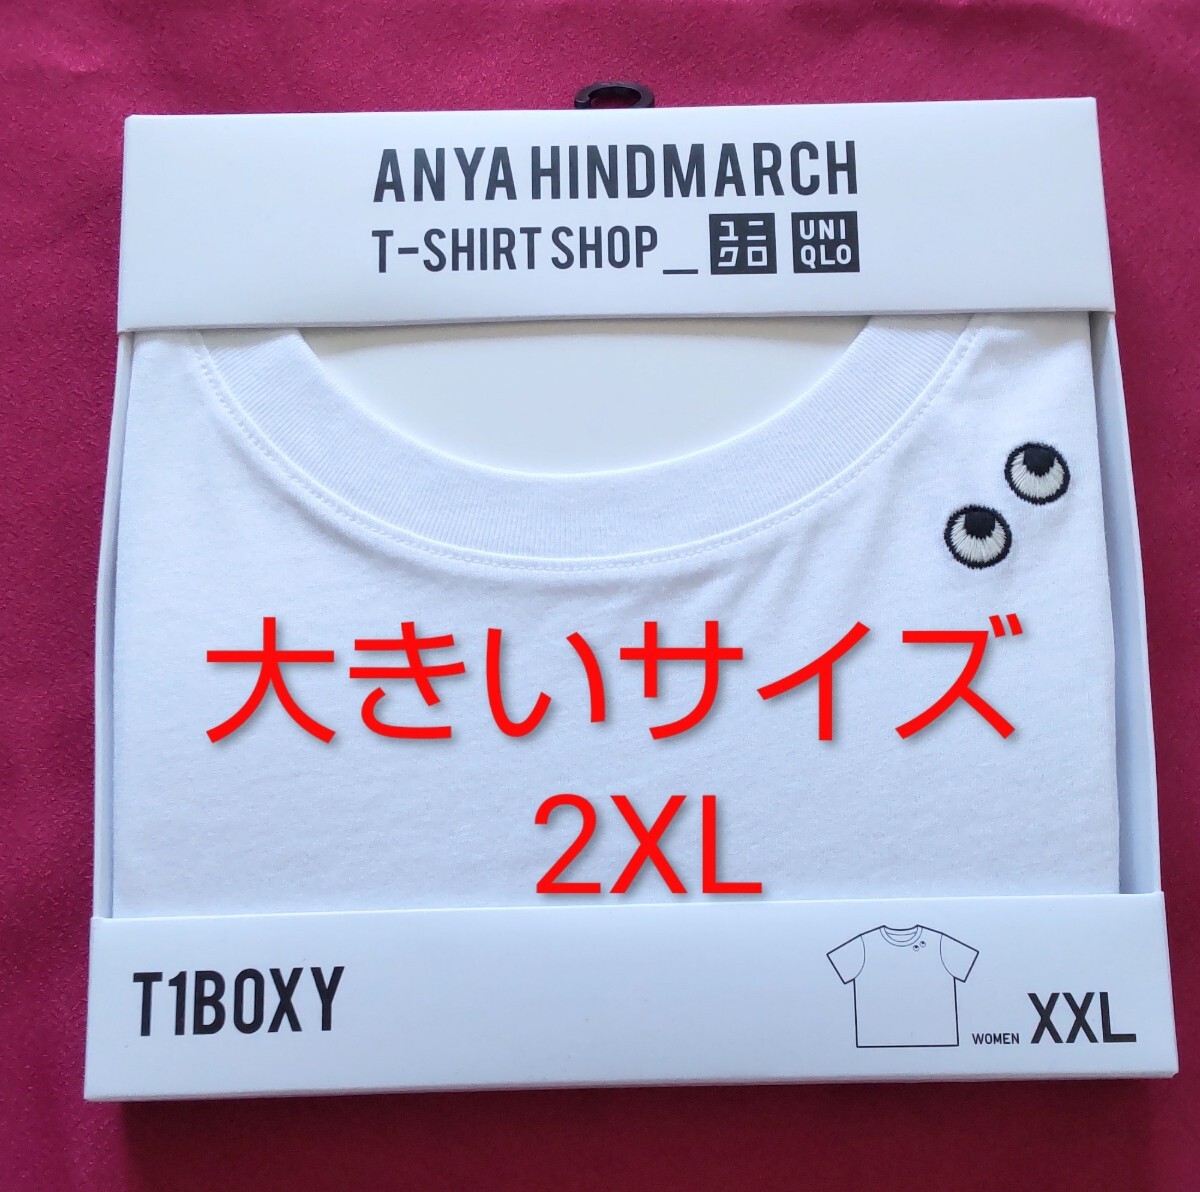 ANYA HINDMARCH
T-SHIRT SHOP_ ユニクロ UNIQLO
大きいサイズ
2XL
T1BOXY
WOMEN XXL